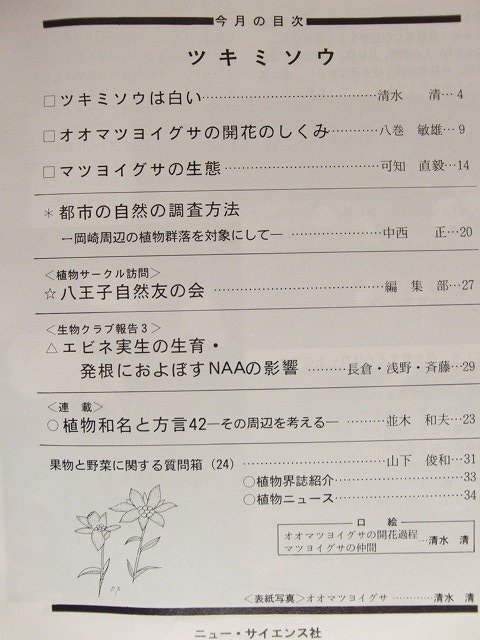 今月の目次
ツキミソウ
□ツキミソウは白い……………………清水 清…4
□オオマツヨイグサの開花のしくみ…………八巻 敏雄…9
□マツヨイグサの生態……………………可知 直毅…14
＊都市の自然の調査方法
―岡崎周辺の植物群落を対象にして―…………中西 正…20
＜植物サークル訪問＞
☆八王子自然友の会……………………編集部…27
＜生物クラブ報告3＞
△エビネ実生の生育・
発根におよぼすNAAの影響………長倉・浅野・斉藤…29
＜連載＞
○植物和名と方言42―その周辺を考える―………並木 和夫…23
果物と野菜に関する質問箱（24）……………………山下 俊和…31
○植物界誌紹介……………………33
○植物ニュース……………………34
口絵
オオマツヨイグサの開花過程
マツヨイグサの仲間
…清水 清
＜表紙写真＞オオマツヨイグサ…………清水 清
ニュー・サイエンス社